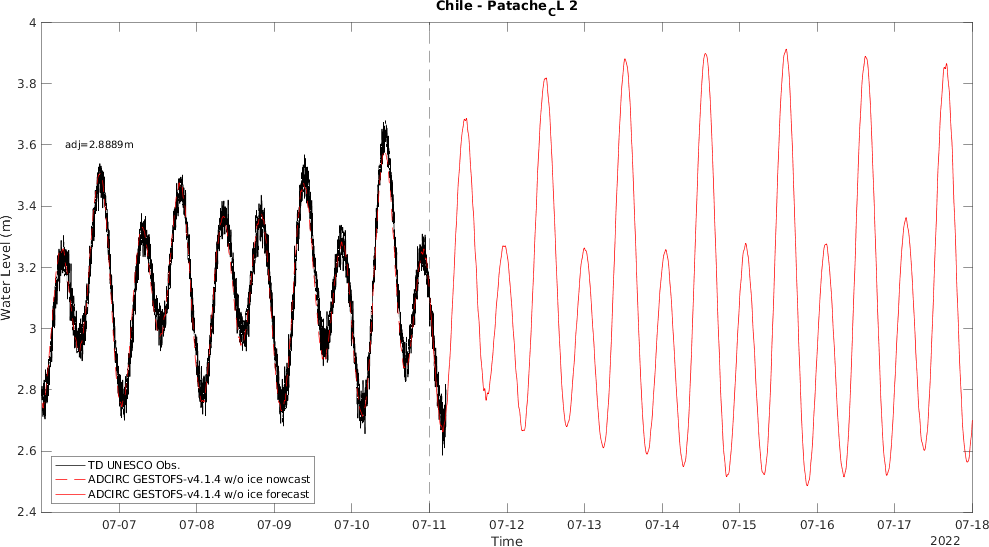 Chile - PatacheCL 2
Water Level (m)
4
3.8
3.6
3.4
3.2
3
2.8
2.6
2.4
adj=2.8889m
TD UNESCO Obs.
ADCIRC GESTOFS-v4.1.4 w/o ice nowcast
ADCIRC GESTOFS-v4.1.4 w/o ice forecast
07-07 07-08 07-09 07-10 07-11 07-12 07-13 07-14 07-15 07-16 07-17 07-18
Time
2022